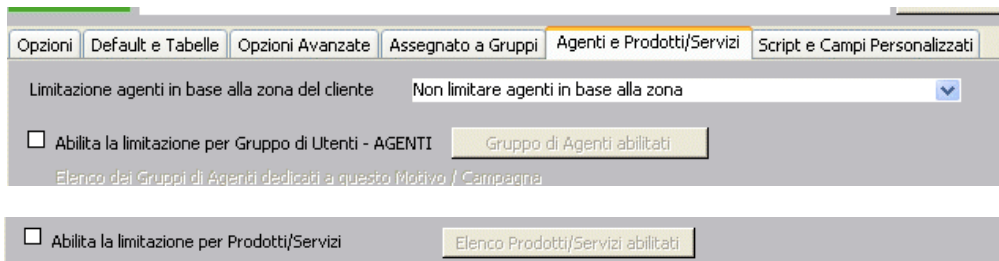 Opzioni Default e Tabelle Opzioni Avanzate Assegnato a Gruppi Agenti e Prodotti/Servizi Script e Campi Personalizzati
Limitazione agenti in base alla zona del cliente Non limitare agenti in base alla zona
Abilita la limitazione per Gruppo di Utenti - AGENTI Gruppo di Agenti abilitati
Elenco dei Gruppi di Agenti dedicati a questo Motivo / Campagna
Abilita la limitazione per Prodotti/Servizi Elenco Prodotti/Servizi abilitati